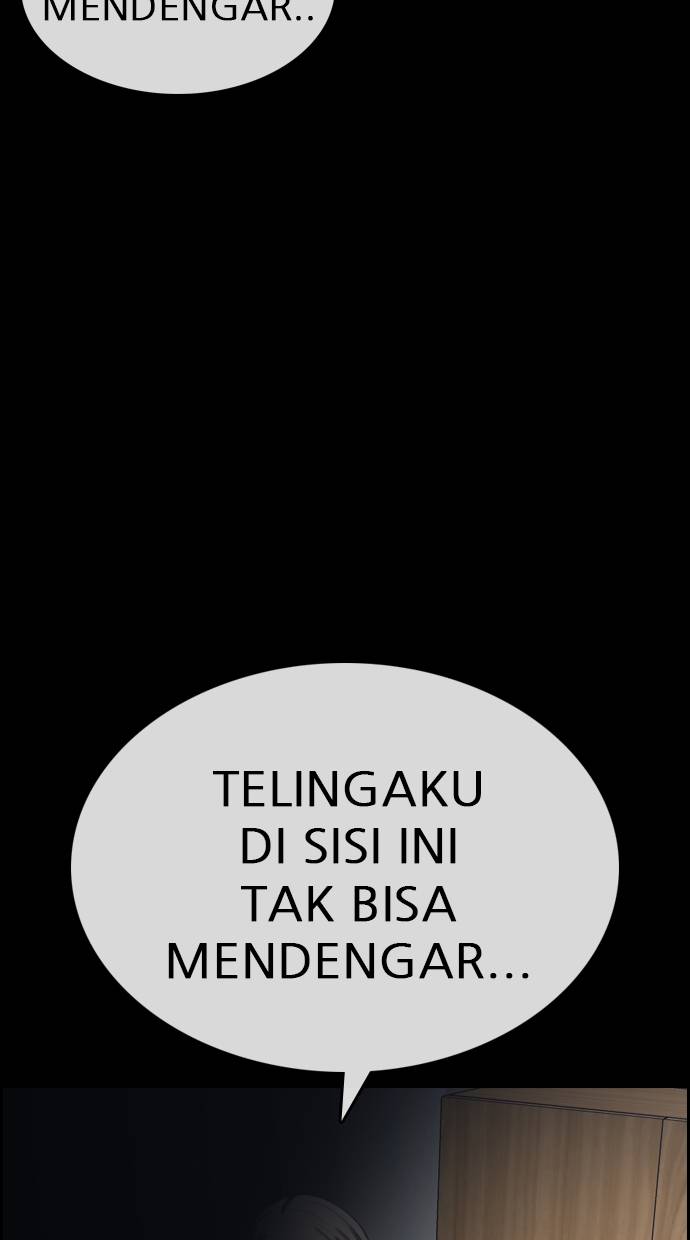 MENDENGAR..
TELINGAKU
DI SISI INI
TAK BISA
MENDENGAR...